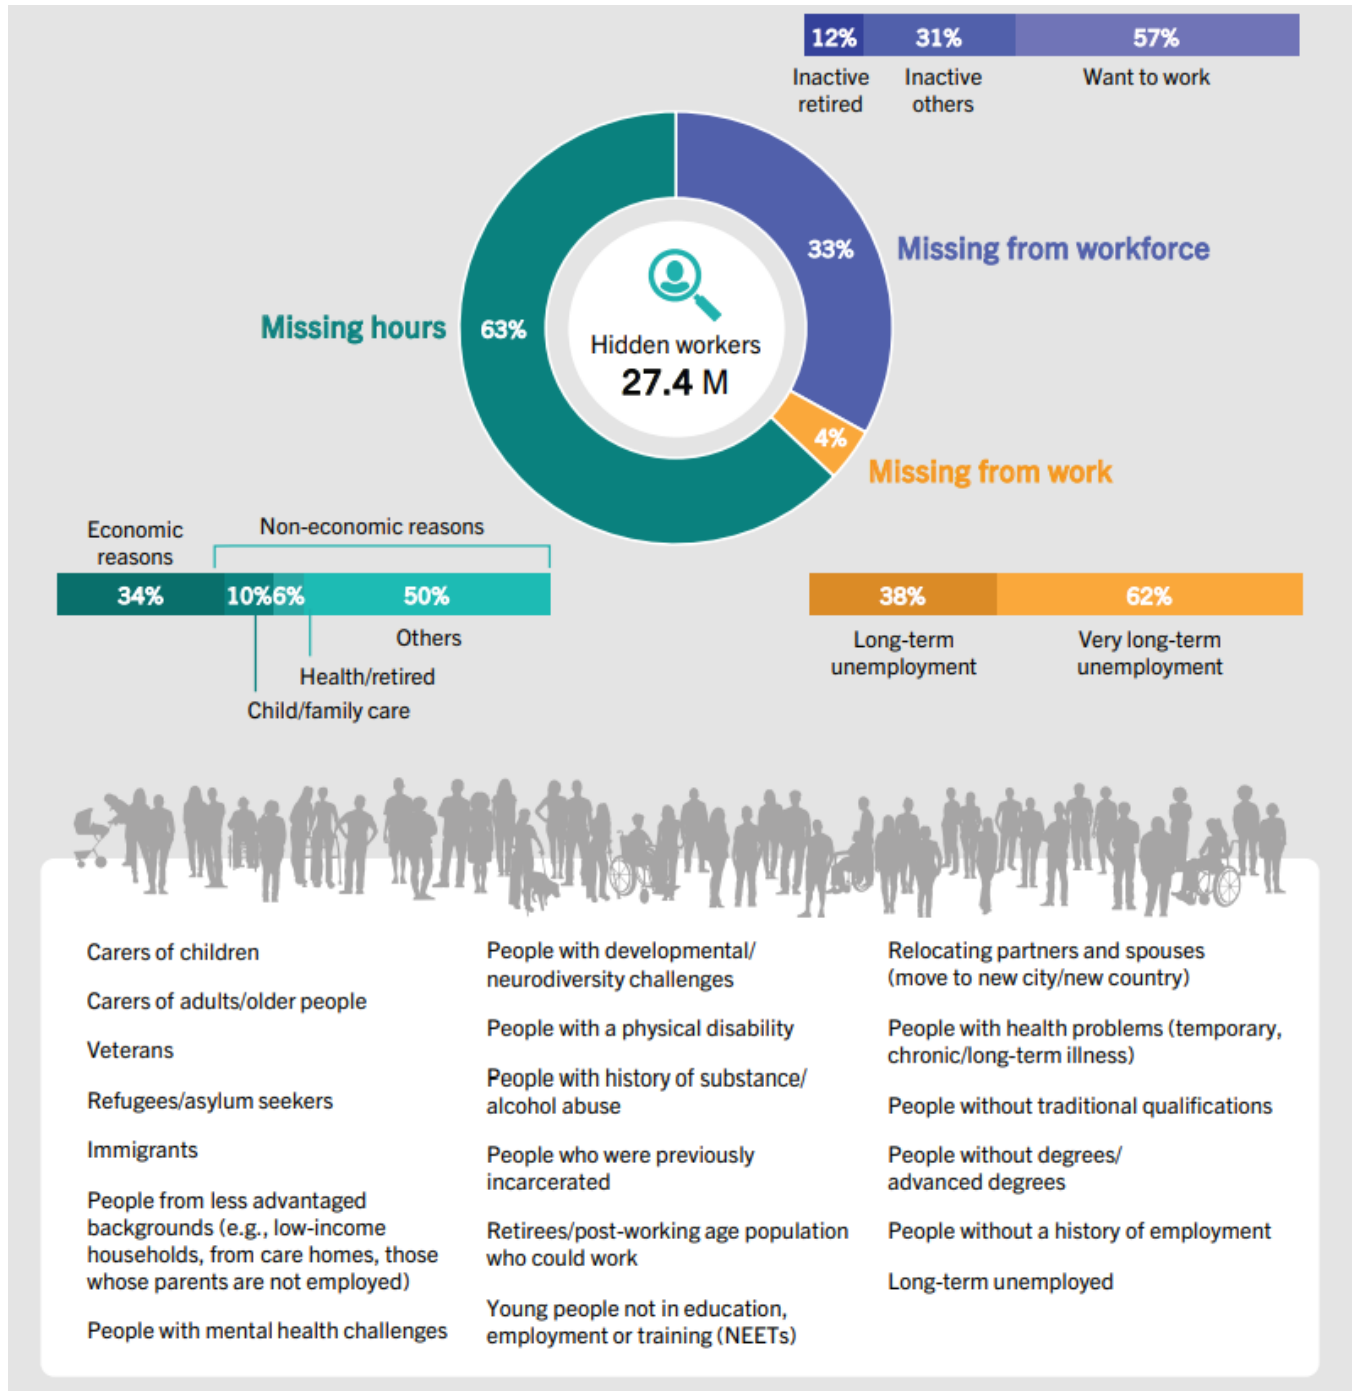 12%
31%
57%
Inactive
retired
Inactive
others
Want to work
33%
Missing from workforce
Missing hours
63%
Hidden workers
27.4 M
4%
Missing from work
Economic
reasons
Non-economic reasons
34%
10%
6%
50%
Others
Health/retired
Child/family care
38%
62%
Long-term
unemployment
Very long-term
unemployment
Carers of children
Carers of adults/older people
Veterans
Refugees/asylum seekers
Immigrants
People from less advantaged
backgrounds (e.g., low-income
households, from care homes, those
whose parents are not employed)
People with mental health challenges
People with developmental/
neurodiversity challenges
People with a physical disability
People with history of substance/
alcohol abuse
People who were previously
incarcerated
Retirees/post-working age population
who could work
Young people not in education,
employment or training (NEETs)
Relocating partners and spouses
(move to new city/new country)
People with health problems (temporary,
chronic/long-term illness)
People without traditional qualifications
People without degrees/
advanced degrees
People without a history of employment
Long-term unemployed